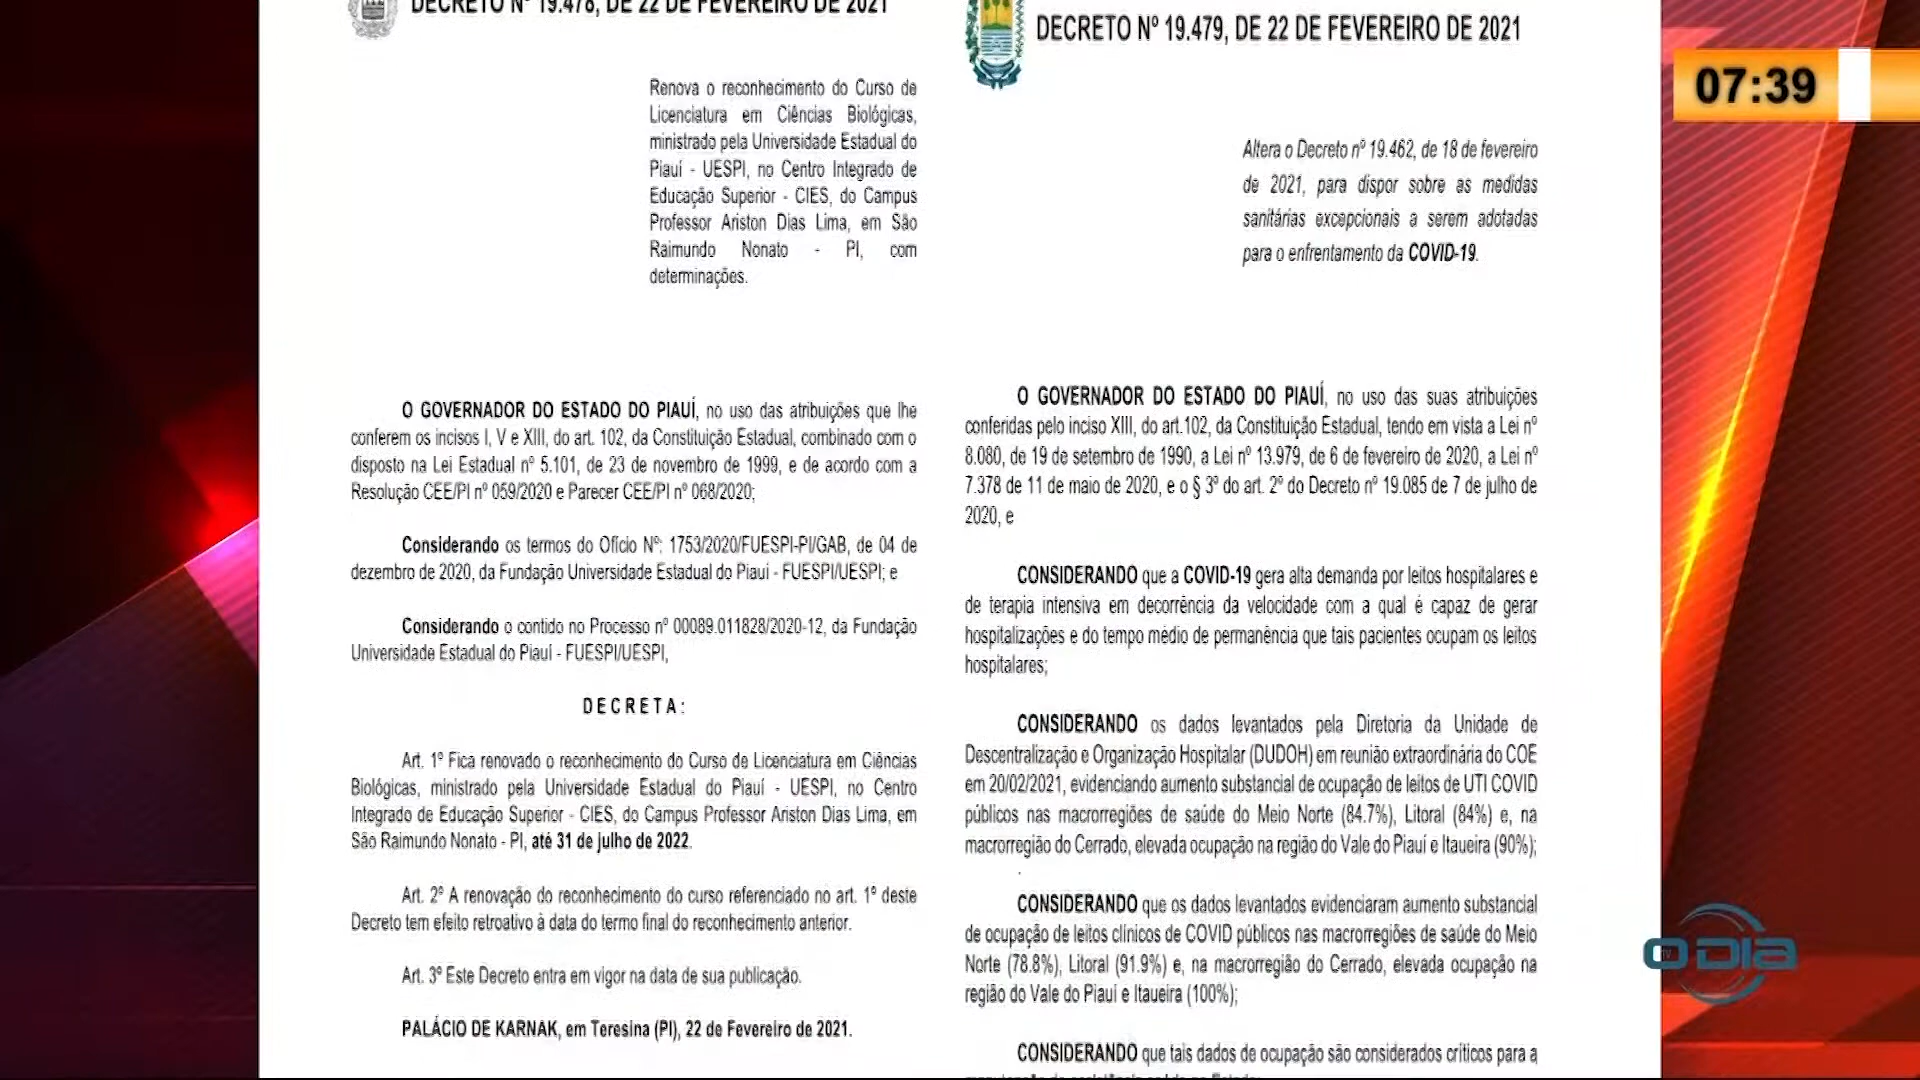 DECRETO Nº 19.478, DE 22 DE FEVEREIRO DE 2021
Renova o reconhecimento do Curso de
Licenciatura em Ciências Biológicas,
ministrado pela Universidade Estadual do
Piauí - UESPI, no Centro Integrado de
Educação Superior - CIES, do Campus
Professor Ariston Dias Lima, em São
Raimundo Nonato - PI, com
determinações.
O GOVERNADOR DO ESTADO DO PIAUÍ, no uso das atribuições que lhe
conferem os incisos I, V e XIII, do art. 102, da Constituição Estadual, combinado com o
disposto na Lei Estadual nº 5.101, de 23 de novembro de 1999, e de acordo com a
Resolução CEE/PI nº 059/2020 e Parecer CEE/PI nº 068/2020;
Considerando os termos do Ofício Nº: 1753/2020/FUESPI-PI/GAB, de 04 de
dezembro de 2020, da Fundação Universidade Estadual do Piauí - FUESPI/UESPI; e
Considerando o contido no Processo nº 00089.011828/2020-12, da Fundação
Universidade Estadual do Piauí - FUESPI/UESPI,
DECRETA:
Art. 1º Fica renovado o reconhecimento do Curso de Licenciatura em Ciências
Biológicas, ministrado pela Universidade Estadual do Piauí - UESPI, no Centro
Integrado de Educação Superior - CIES, do Campus Professor Ariston Dias Lima, em
São Raimundo Nonato - PI, até 31 de julho de 2022.
Art. 2º A renovação do reconhecimento do curso referenciado no art. 1º deste
Decreto tem efeito retroativo à data do termo final do reconhecimento anterior.
Art. 3º Este Decreto entra em vigor na data de sua publicação.
PALÁCIO DE KARNAK, em Teresina (PI), 22 de Fevereiro de 2021.
DECRETO Nº 19.479, DE 22 DE FEVEREIRO DE 2021
Altera o Decreto nº 19.462, de 18 de fevereiro
de 2021, para dispor sobre as medidas
sanitárias excepcionais a serem adotadas
para o enfrentamento da COVID-19.
O GOVERNADOR DO ESTADO DO PIAUÍ, no uso das suas atribuições
conferidas pelo inciso XIII, do art.102, da Constituição Estadual, tendo em vista a Lei nº
8.080, de 19 de setembro de 1990, a Lei nº 13.979, de 6 de fevereiro de 2020, a Lei nº
7.378 de 11 de maio de 2020, e o § 3º do art. 2º do Decreto nº 19.085 de 7 de julho de
2020, e
CONSIDERANDO que a COVID-19 gera alta demanda por leitos hospitalares e
de terapia intensiva em decorrência da velocidade com a qual é capaz de gerar
hospitalizações e do tempo médio de permanência que tais pacientes ocupam os leitos
hospitalares;
CONSIDERANDO os dados levantados pela Diretoria da Unidade de
Descentralização e Organização Hospitalar (DUDOH) em reunião extraordinária do COE
em 20/02/2021, evidenciando aumento substancial de ocupação de leitos de UTI COVID
públicos nas macrorregiões de saúde do Meio Norte (84.7%), Litoral (84%) e, na
macrorregião do Cerrado, elevada ocupação na região do Vale do Piauí e Itaueira (90%);
CONSIDERANDO que os dados levantados evidenciaram aumento substancial
de ocupação de leitos clínicos de COVID públicos nas macrorregiões de saúde do Meio
Norte (78.8%), Litoral (91.9%) e, na macrorregião do Cerrado, elevada ocupação na
região do Vale do Piauí e Itaueira (100%);
CONSIDERANDO que tais dados de ocupação são considerados críticos para a
07:39
O DIA
TV